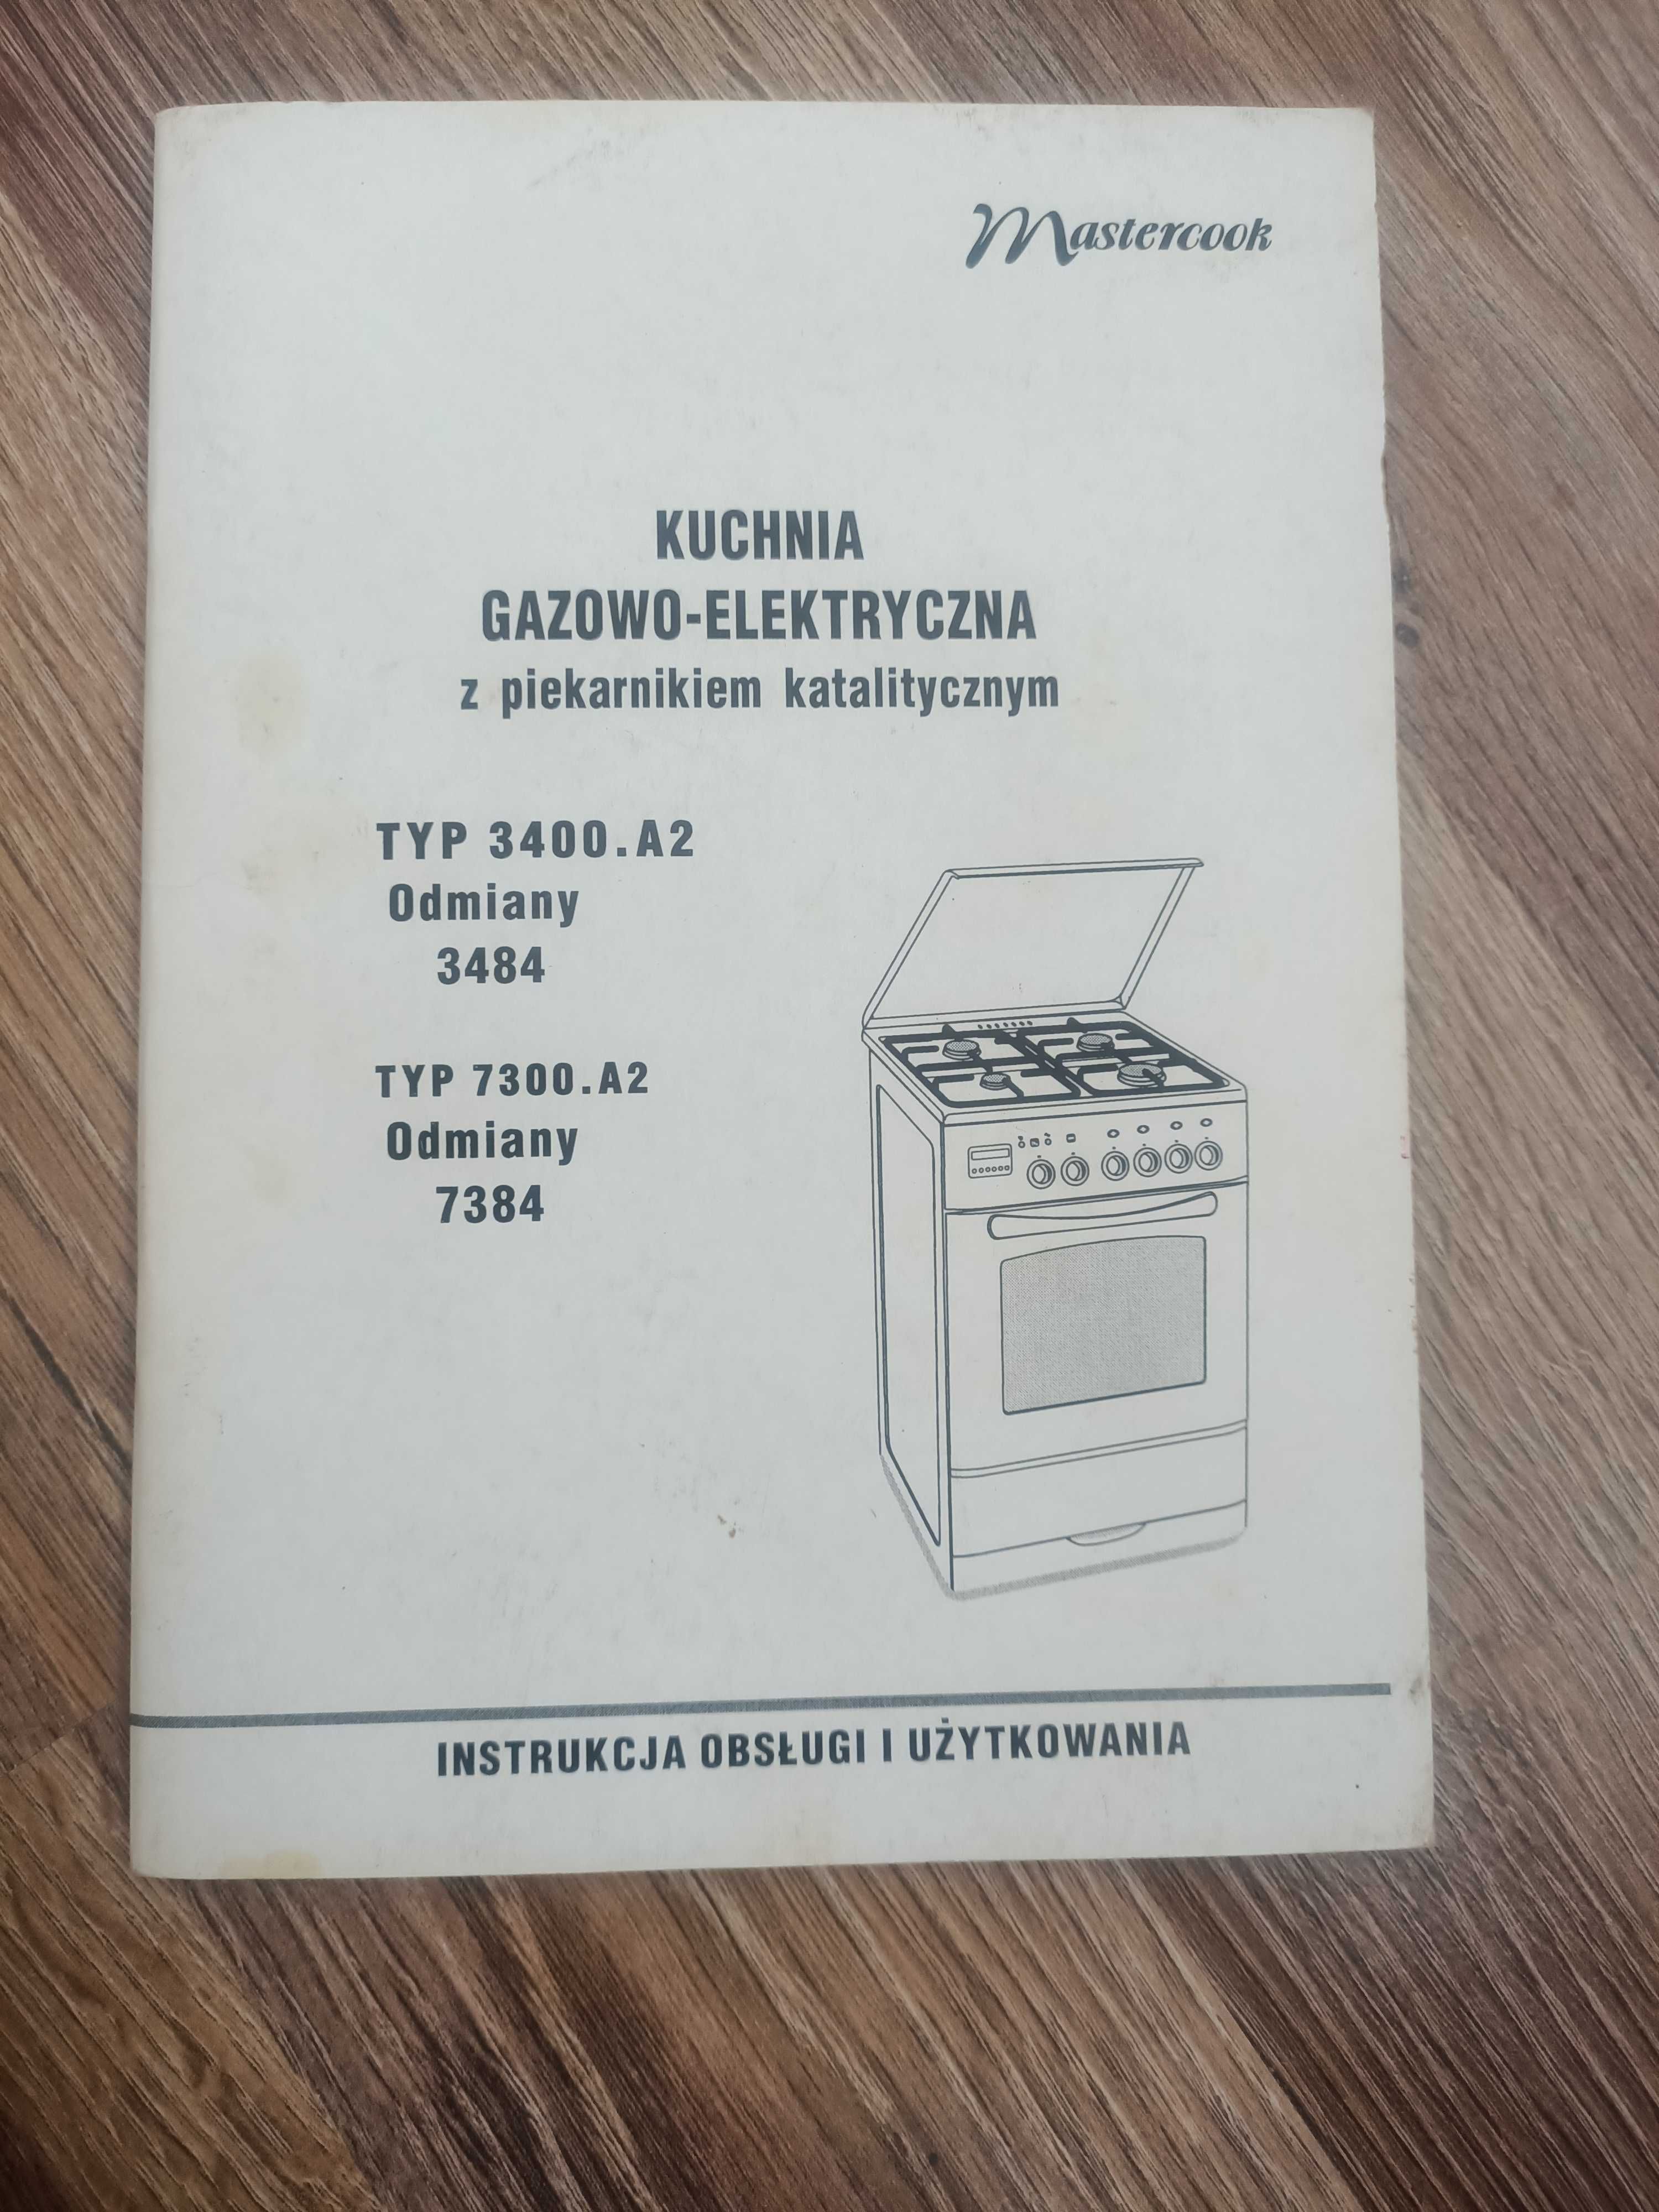 Mastercook
KUCHNIA
GAZOWO-ELEKTRYCZNA
z piekarnikiem katalitycznym
TYP 3400.A2
Odmiany
3484
TYP 7300.A2
Odmiany
7384
INSTRUKCJA OBSŁUGI I UŻYTKOWANIA